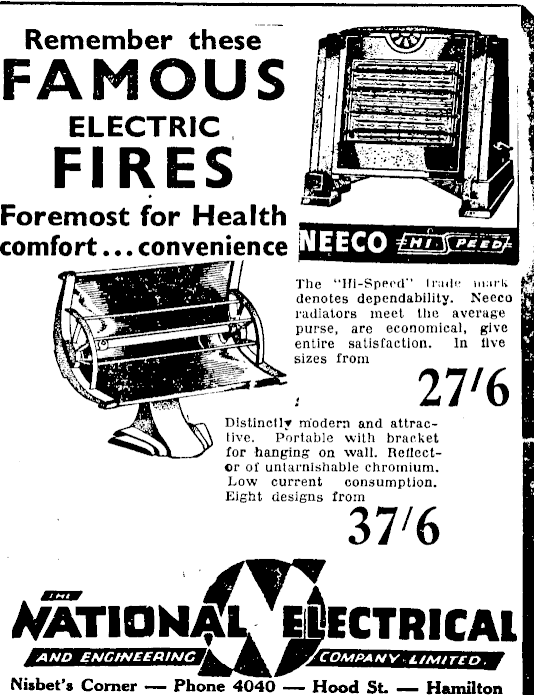 Remember these
FAMOUS
ELECTRIC
FIRES
Foremost for Health
comfort... convenience
NEECO HI-SPEED
The "Hi-Speed" trade mark
denotes dependability. Neeco
radiators meet the average
purse, are economical, give
entire satisfaction. In five
sizes from
27/6
Distinctly modern and attrac-
tive. Portable with bracket
for hanging on wall. Reflect-
or of untarnishable chromium.
Low current consumption.
Eight designs from
37/6
THE
NATIONAL ELECTRICAL
AND ENGINEERING COMPANY LIMITED.
Nisbet's Corner — Phone 4040 — Hood St. — Hamilton